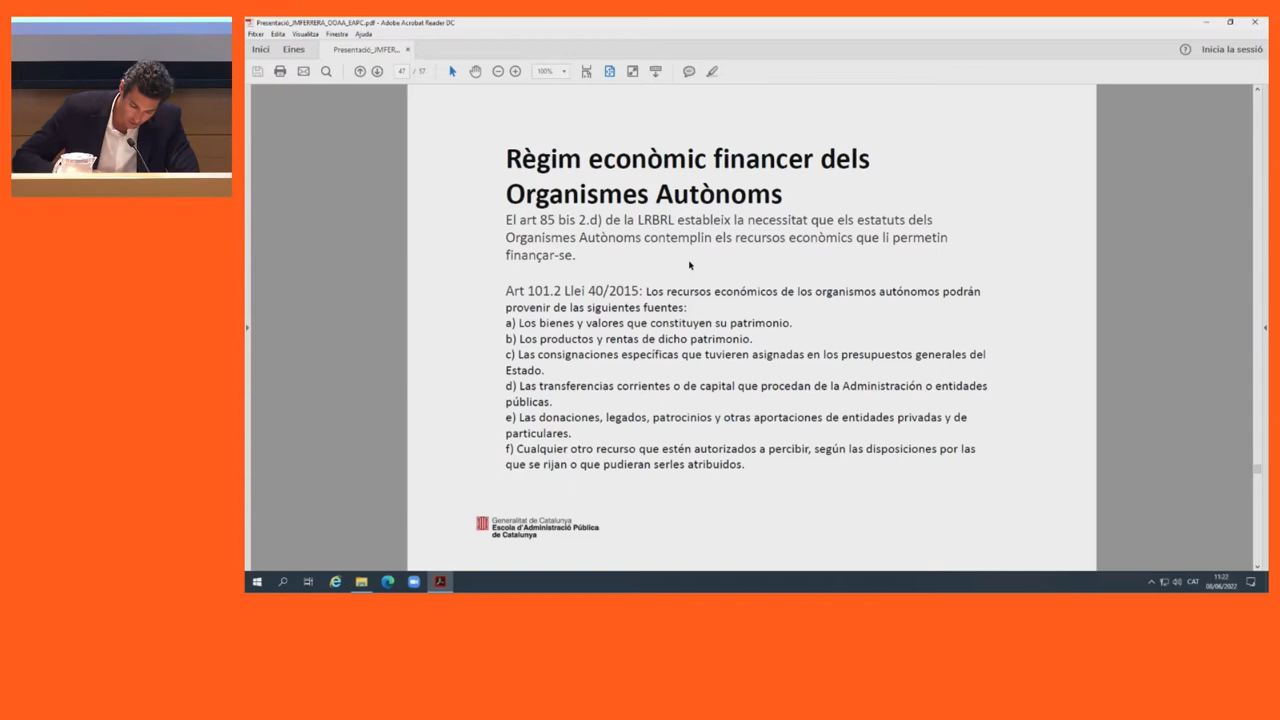 Presentació_JMFERRERA_OOAA_EAPC.pdf - Adobe Acrobat Reader DC
Fitxer Edita Visualitza Finestra Ajuda
Inici Eines Presentació_JMFER... × Inicia la sessió
47 / 57 100%
Règim econòmic financer dels
Organismes Autònoms
El art 85 bis 2.d) de la LRBRL estableix la necessitat que els estatuts dels
Organismes Autònoms contemplin els recursos econòmics que li permetin
finançar-se.
Art 101.2 Llei 40/2015: Los recursos económicos de los organismos autónomos podrán
provenir de las siguientes fuentes:
a) Los bienes y valores que constituyen su patrimonio.
b) Los productos y rentas de dicho patrimonio.
c) Las consignaciones específicas que tuvieren asignadas en los presupuestos generales del
Estado.
d) Las transferencias corrientes o de capital que procedan de la Administración o entidades
públicas.
e) Las donaciones, legados, patrocinios y otras aportaciones de entidades privadas y de
particulares.
f) Cualquier otro recurso que estén autorizados a percibir, según las disposiciones por las
que se rijan o que pudieran serles atribuidos.
Generalitat de Catalunya
Escola d'Administració Pública
de Catalunya
CAT 11:22
08/06/2022